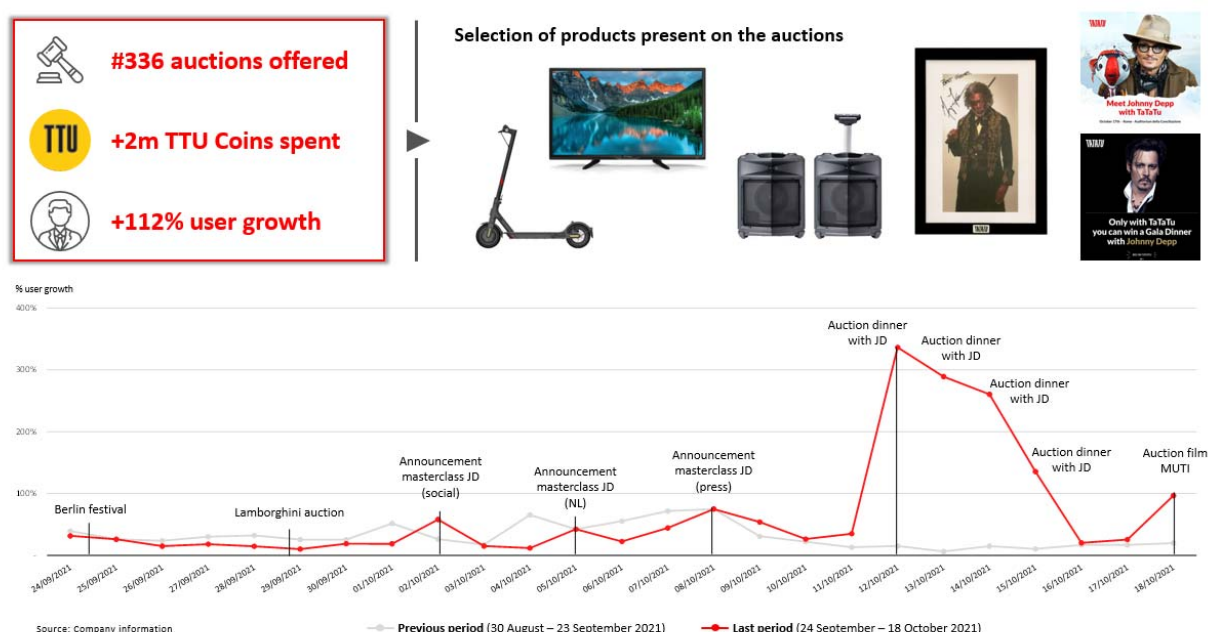 #336 auctions offered
TTU
+2m TTU Coins spent
+112% user growth
Selection of products present on the auctions
TATATU
TATATU
Meet Johnny Depp
with TaTaTu
TATATU
Only with TaTaTu
you can win a Gala Dinner
with Johnny Depp
% user growth
400%
300%
200%
100%
-
Berlin festival
Lamborghini auction
Announcement
masterclass JD
(social)
Announcement
masterclass JD
(NL)
Announcement
masterclass JD
(press)
Auction dinner
with JD
Auction dinner
with JD
Auction dinner
with JD
Auction dinner
with JD
Auction film
MUTI
24/09/2021
25/09/2021
26/09/2021
27/09/2021
28/09/2021
29/09/2021
30/09/2021
01/10/2021
02/10/2021
03/10/2021
04/10/2021
05/10/2021
06/10/2021
07/10/2021
08/10/2021
09/10/2021
10/10/2021
11/10/2021
12/10/2021
13/10/2021
14/10/2021
15/10/2021
16/10/2021
17/10/2021
18/10/2021
Source: Company information
Previous period (30 August – 23 September 2021)
Last period (24 September – 18 October 2021)